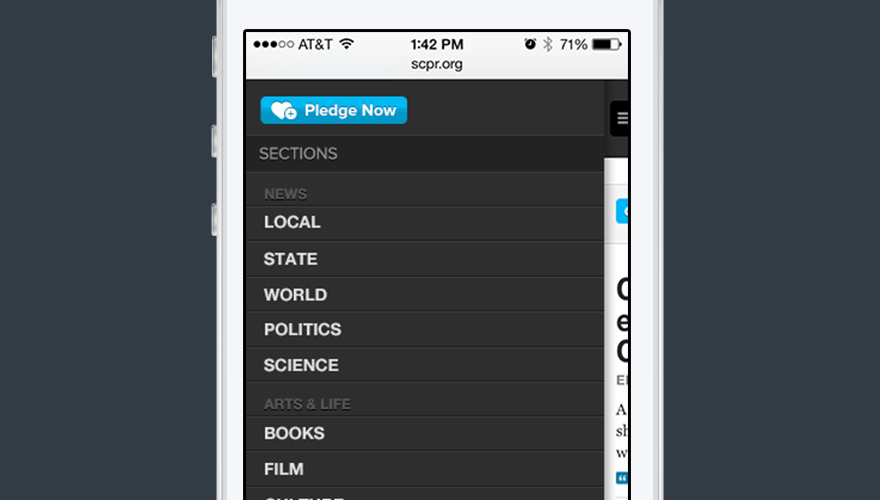 AT&T 1:42 PM 71%
scpr.org
Pledge Now
SECTIONS
NEWS
LOCAL
STATE
WORLD
POLITICS
SCIENCE
ARTS & LIFE
BOOKS
FILM